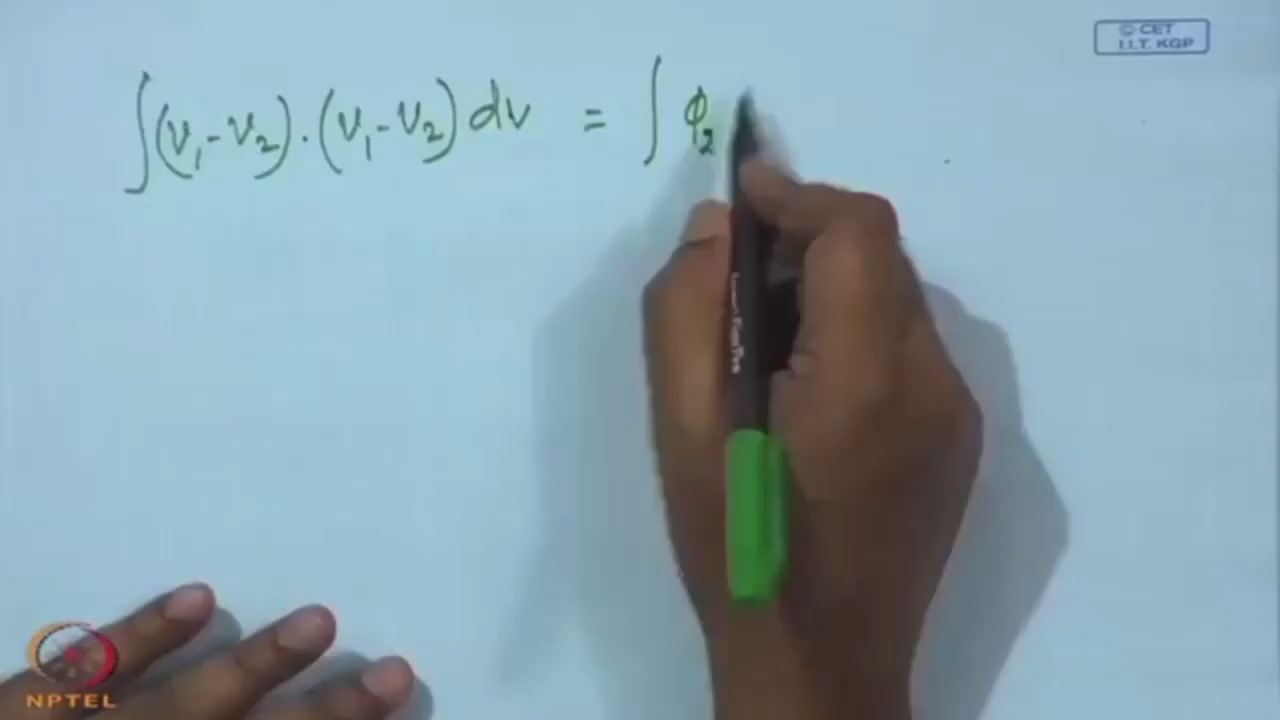 © CET
I.I.T. KGP
∫(V₁-V₂).(V₁-V₂) dv = ∫ φ₂
NPTEL